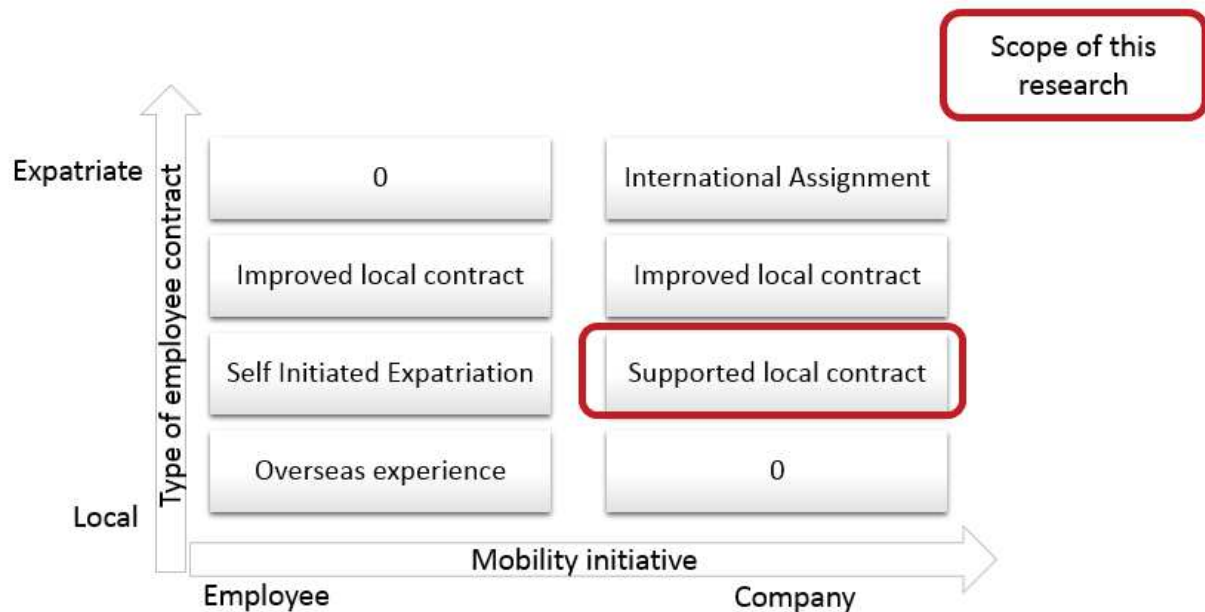 Scope of this
research
Expatriate
Type of employee contract
0
International Assignment
Improved local contract
Improved local contract
Self Initiated Expatriation
Supported local contract
Overseas experience
0
Local
Mobility initiative
Employee
Company